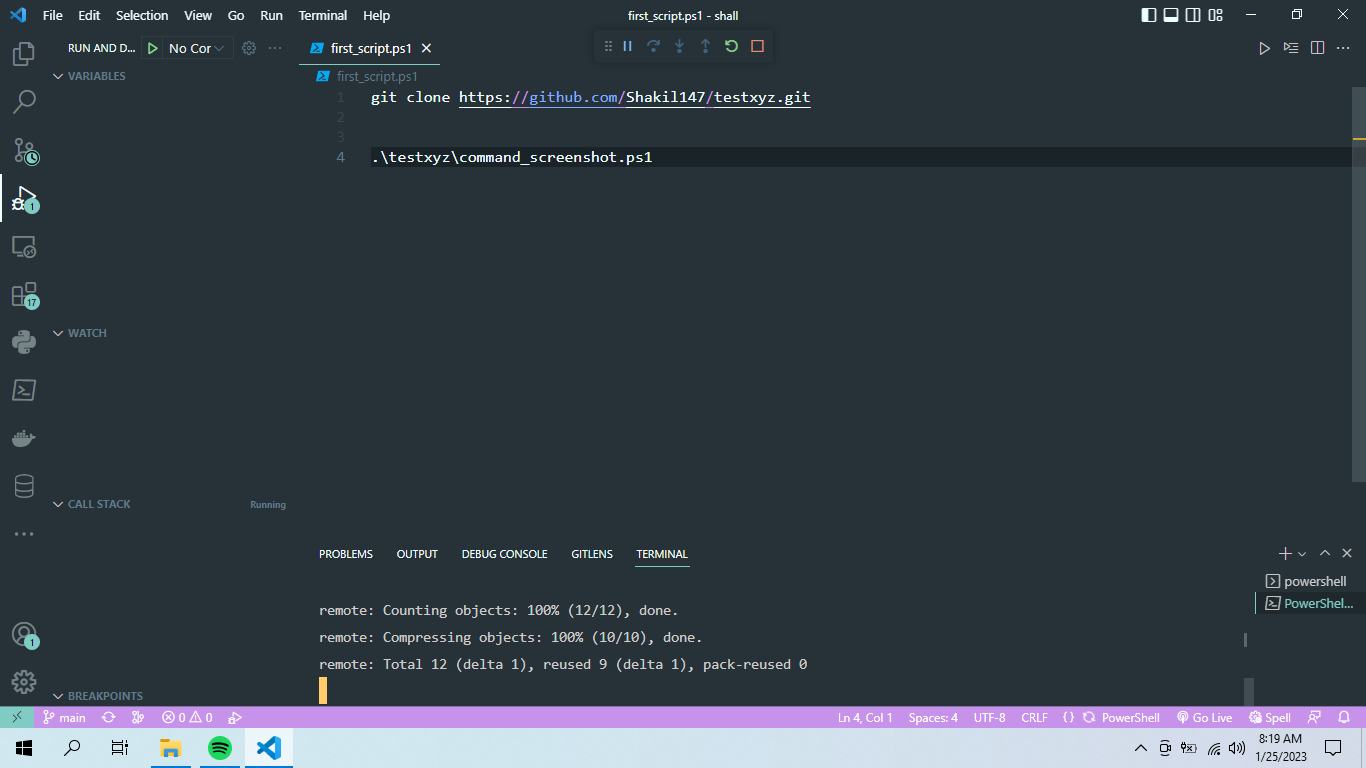 File Edit Selection View Go Run Terminal Help
first_script.ps1 - shall
RUN AND D... No Cor
first_script.ps1
VARIABLES
first_script.ps1
1 git clone https://github.com/Shakil147/testxyz.git
2
3
4 .\testxyz\command_screenshot.ps1
1
17
WATCH
CALL STACK Running
PROBLEMS OUTPUT DEBUG CONSOLE GITLENS TERMINAL
powershell
PowerShel...
remote: Counting objects: 100% (12/12), done.
remote: Compressing objects: 100% (10/10), done.
remote: Total 12 (delta 1), reused 9 (delta 1), pack-reused 0
1
BREAKPOINTS
main 0 0 Ln 4, Col 1 Spaces: 4 UTF-8 CRLF {} PowerShell Go Live Spell
8:19 AM
1/25/2023